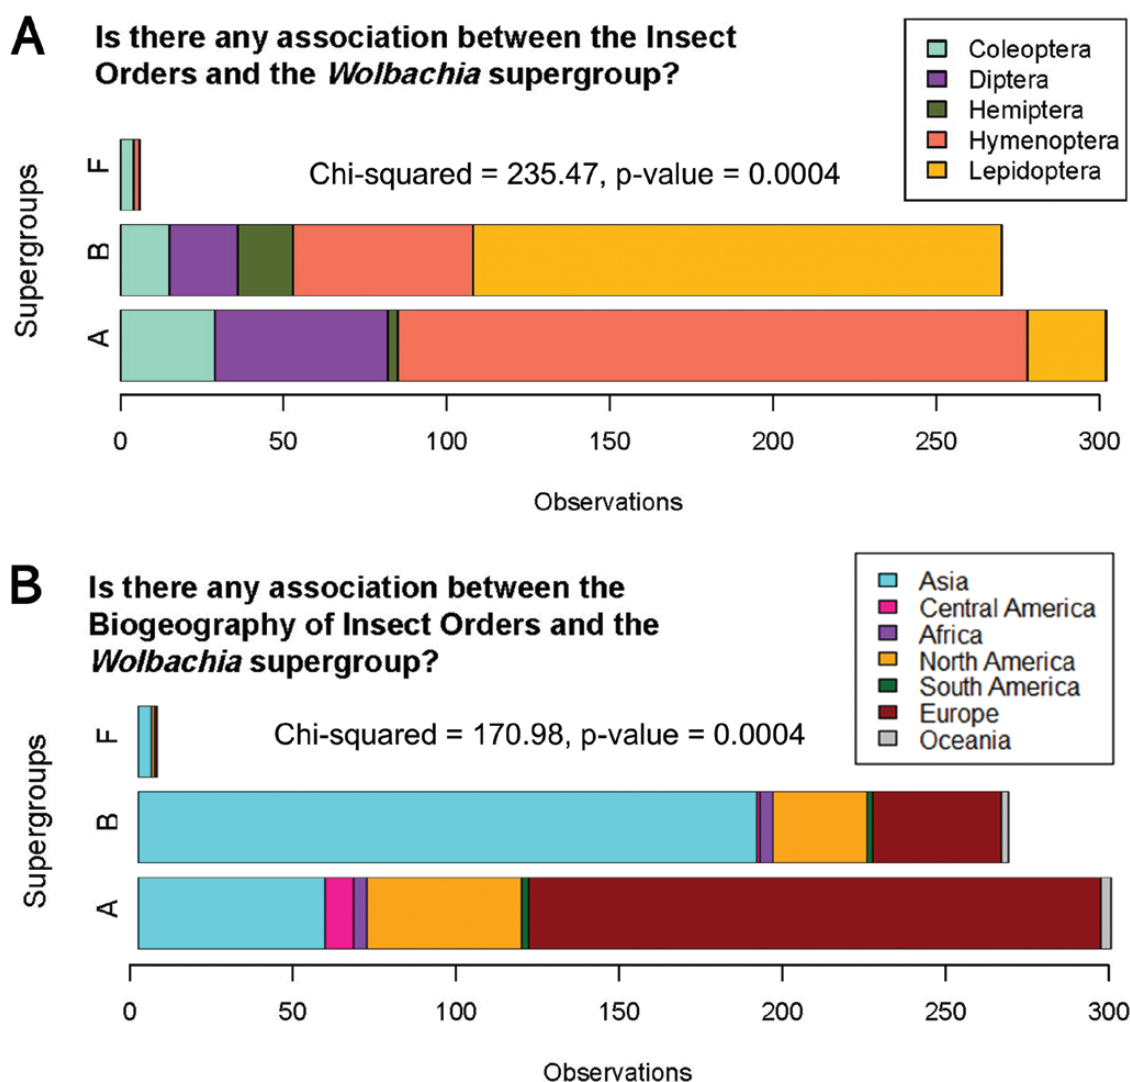 A
Is there any association between the Insect
Orders and the Wolbachia supergroup?
Coleoptera
Diptera
Hemiptera
Hymenoptera
Lepidoptera
Chi-squared = 235.47, p-value = 0.0004
Supergroups
F
B
A
0 50 100 150 200 250 300
Observations
B
Is there any association between the
Biogeography of Insect Orders and the
Wolbachia supergroup?
Asia
Central America
Africa
North America
South America
Europe
Oceania
Chi-squared = 170.98, p-value = 0.0004
Supergroups
F
B
A
0 50 100 150 200 250 300
Observations